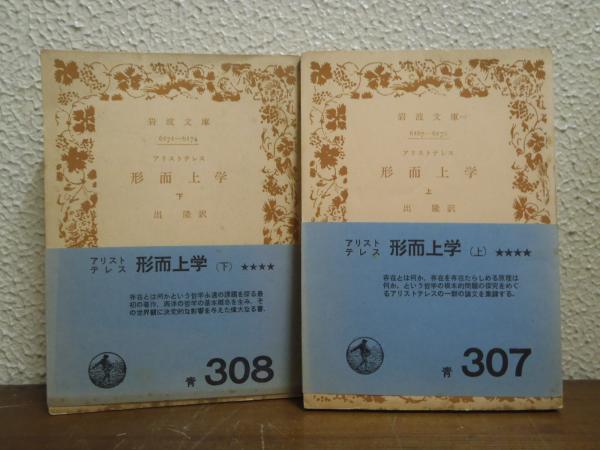 岩波文庫
6171—6174
アリストテレス
形而上学
下
出隆訳
アリスト
テレス
形而上学(下)★★★★
存在とは何かという哲学永遠の課題を探る最
初の著作.西洋の哲学の基本概念を生み,そ
の世界観に決定的な影響を与えた偉大なる書.
青 308
岩波文庫
アリストテレス
形而上学
上
出隆訳
アリスト
テレス
形而上学(上)★★★★
存在とは何か,存在を存在たらしめる原理は
何か,という哲学の根本的問題の探究をめぐ
るアリストテレスの一群の論文を集録する.
青 307